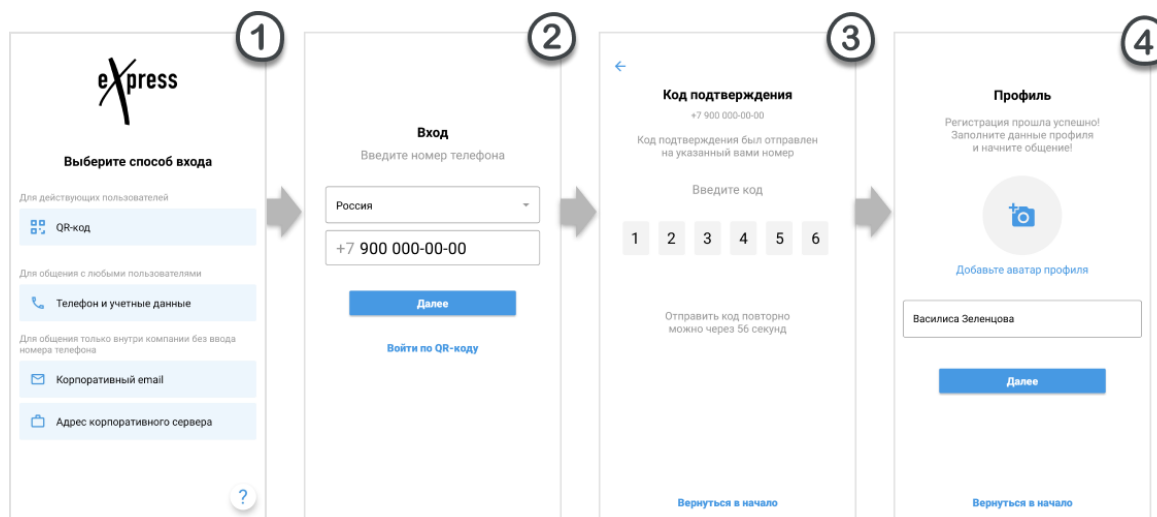 1
eXpress
Выберите способ входа
Для действующих пользователей
QR-код
Для общения с любыми пользователями
Телефон и учетные данные
Для общения только внутри компании без ввода
номера телефона
Корпоративный email
Адрес корпоративного сервера
?
2
Вход
Введите номер телефона
Россия
+7 900 000-00-00
Далее
Войти по QR-коду
3
Код подтверждения
+7 900 000-00-00
Код подтверждения был отправлен
на указанный вами номер
Введите код
1 2 3 4 5 6
Отправить код повторно
можно через 56 секунд
Вернуться в начало
4
Профиль
Регистрация прошла успешно!
Заполните данные профиля
и начните общение!
Добавьте аватар профиля
Василиса Зеленцова
Далее
Вернуться в начало